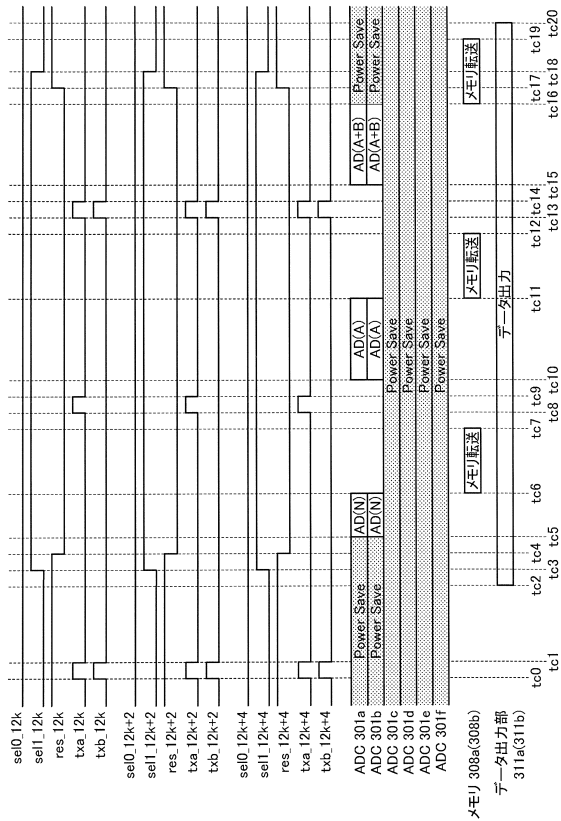 sel0_12k
sel1_12k
res_12k
txa_12k
txb_12k
sel0_12k+2
sel1_12k+2
res_12k+2
txa_12k+2
txb_12k+2
sel0_12k+4
sel1_12k+4
res_12k+4
txa_12k+4
txb_12k+4
ADC 301a Power Save AD(N) AD(A) AD(A+B) Power Save
ADC 301b Power Save AD(N) AD(A) AD(A+B) Power Save
ADC 301c Power Save
ADC 301d Power Save
ADC 301e Power Save
ADC 301f Power Save
メモリ 308a(308b) メモリ転送 メモリ転送 メモリ転送
データ出力部 データ出力
311a(311b)
tc0 tc1 tc2 tc3 tc4 tc5 tc6 tc7 tc8 tc9 tc10 tc11 tc12 tc13 tc14 tc15 tc16 tc17 tc18 tc19 tc20